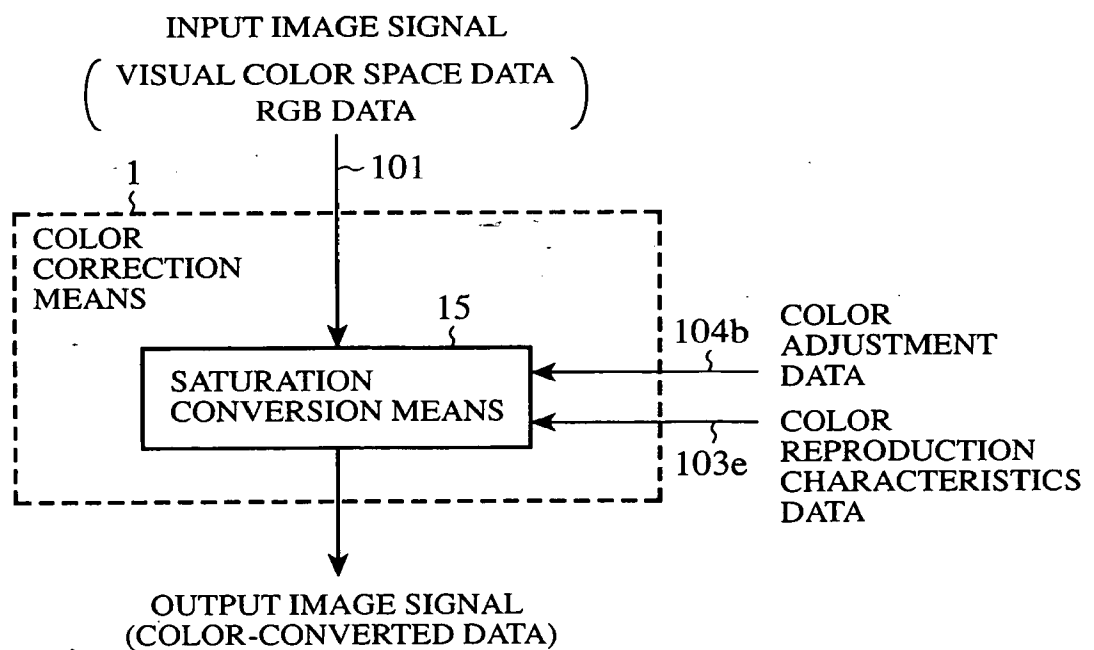 INPUT IMAGE SIGNAL
VISUAL COLOR SPACE DATA
RGB DATA
101
1
COLOR
CORRECTION
MEANS
15
SATURATION
CONVERSION MEANS
104b
COLOR
ADJUSTMENT
DATA
103e
COLOR
REPRODUCTION
CHARACTERISTICS
DATA
OUTPUT IMAGE SIGNAL
(COLOR-CONVERTED DATA)